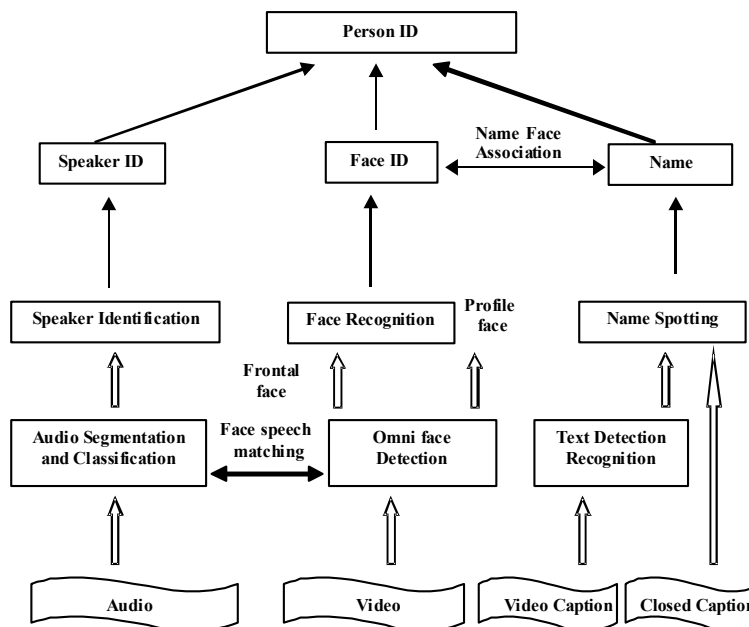 Person ID
Speaker ID
Face ID
Name Face
Association
Name
Speaker Identification
Face Recognition
Profile
face
Name Spotting
Frontal
face
Audio Segmentation
and Classification
Face speech
matching
Omni face
Detection
Text Detection
Recognition
Audio
Video
Video Caption
Closed Caption